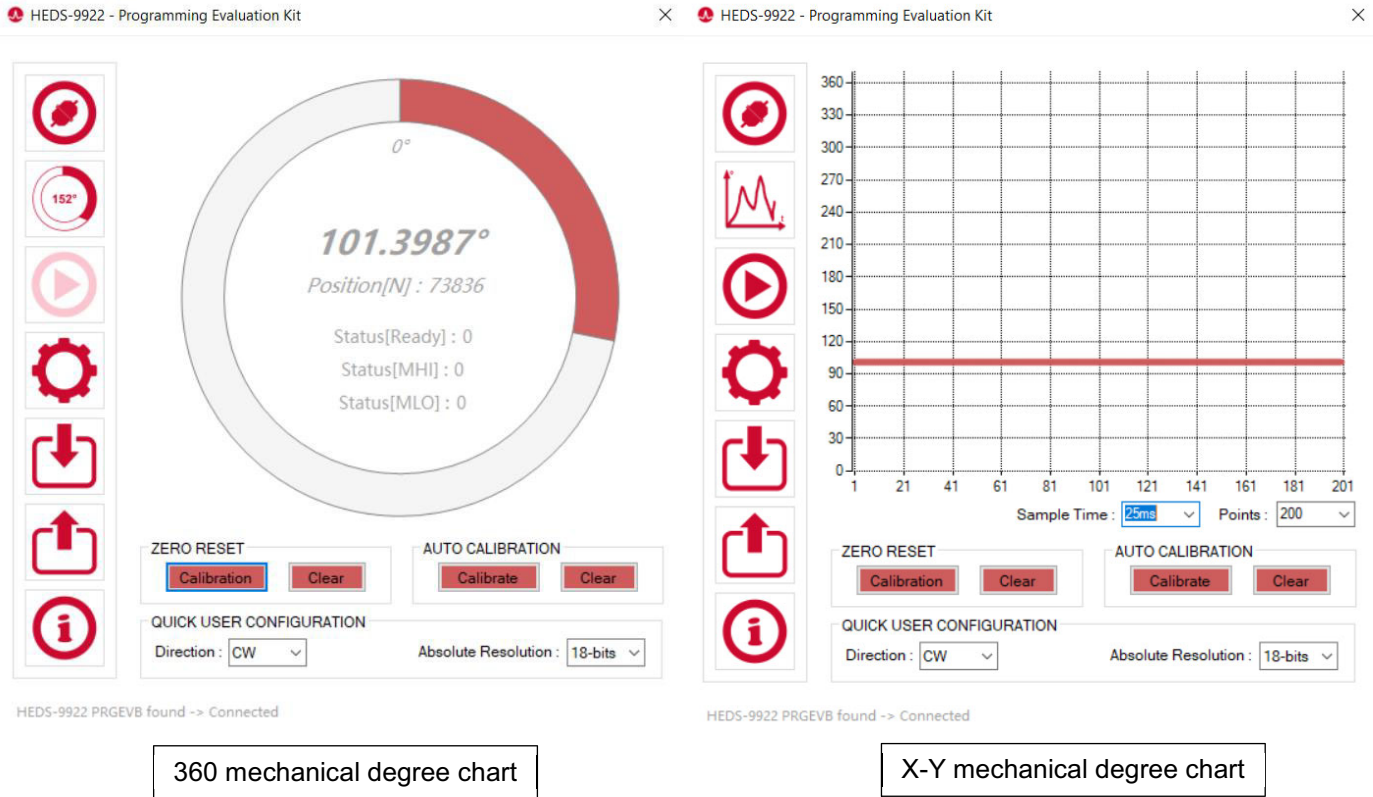 HEDS-9922 - Programming Evaluation Kit
152°
0°
101.3987°
Position[N] : 73836
Status[Ready] : 0
Status[MHI] : 0
Status[MLO] : 0
ZERO RESET
Calibration Clear
AUTO CALIBRATION
Calibrate Clear
QUICK USER CONFIGURATION
Direction : CW
Absolute Resolution : 18-bits
HEDS-9922 PRGEVB found -> Connected
360 mechanical degree chart
HEDS-9922 - Programming Evaluation Kit
360
330
300
270
240
210
180
150
120
90
60
30
0
1 21 41 61 81 101 121 141 161 181 201
Sample Time : 25ms Points : 200
ZERO RESET
Calibration Clear
AUTO CALIBRATION
Calibrate Clear
QUICK USER CONFIGURATION
Direction : CW
Absolute Resolution : 18-bits
HEDS-9922 PRGEVB found -> Connected
X-Y mechanical degree chart